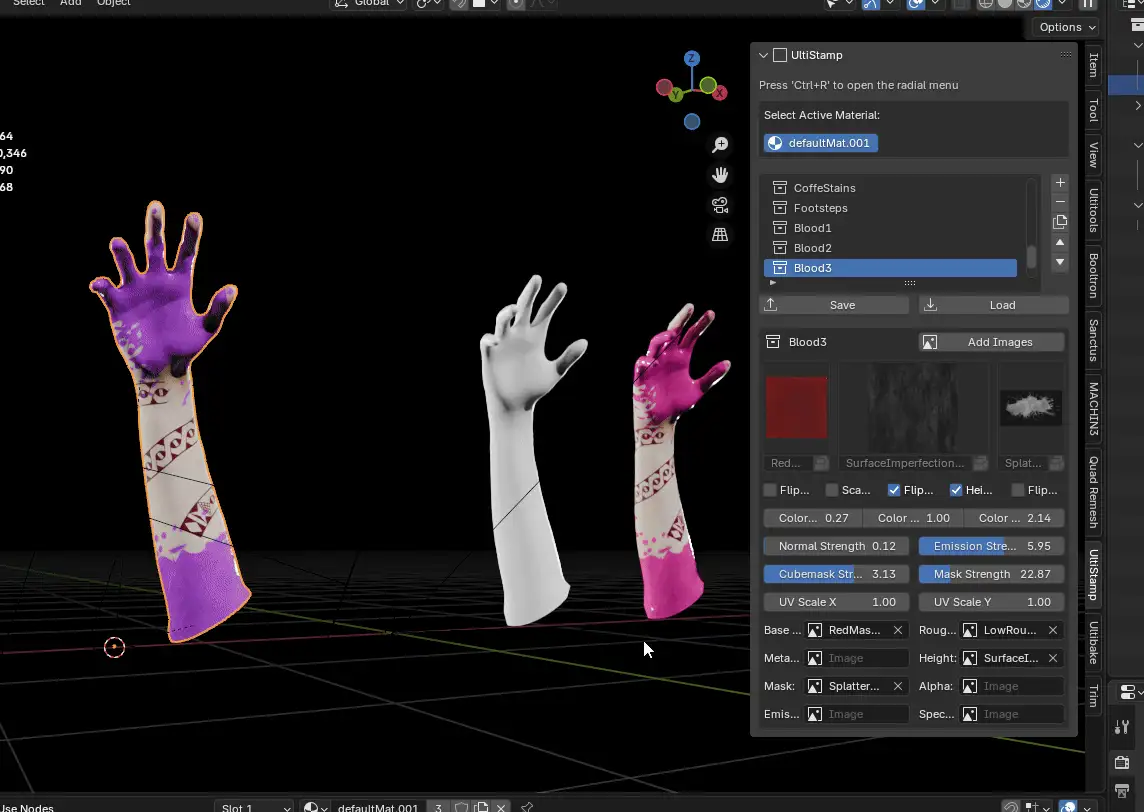 Select Add Object Global
Options
UltiStamp
Press 'Ctrl+R' to open the radial menu
Select Active Material:
defaultMat.001
CoffeStains
Footsteps
Blood1
Blood2
Blood3
Save Load
Blood3 Add Images
Red... SurfaceImperfection... Splat...
Flip... Sca... Flip... Hei... Flip...
Color... 0.27 Color ... 1.00 Color ... 2.14
Normal Strength 0.12 Emission Stre... 5.95
Cubemask Str... 3.13 Mask Strength 22.87
UV Scale X 1.00 UV Scale Y 1.00
Base ... RedMas... Roug... LowRou...
Meta... Image Height: SurfaceI...
Mask: Splatter... Alpha: Image
Emis... Image Spec... Image
Item
Tool
View
Ultitools
Booltron
Sanctus
MACHIN3
Quad Remesh
UltiStamp
Ultibake
Trim
Z
Y X
64
0,346
90
68
Use Nodes Slot 1 defaultMat.001 3